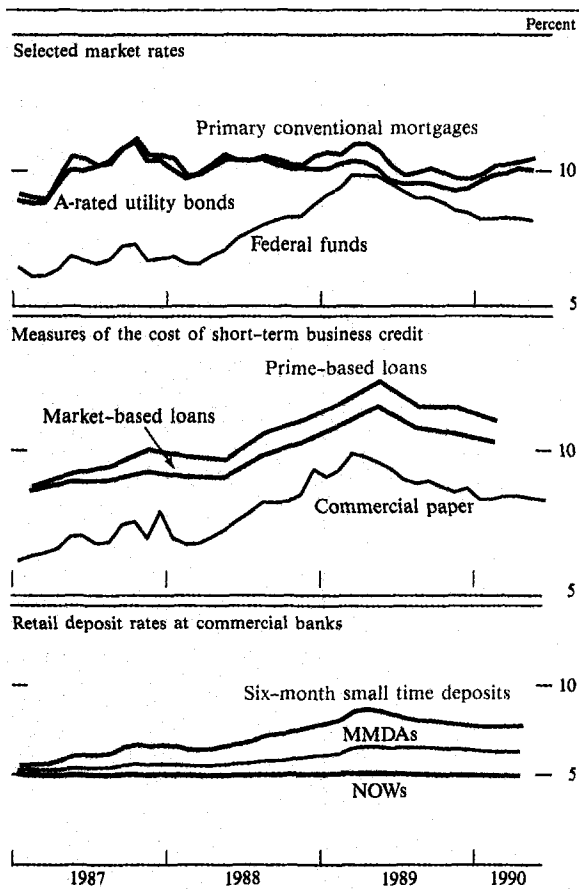 Percent
Selected market rates
Primary conventional mortgages
10
A-rated utility bonds
Federal funds
5
Measures of the cost of short-term business credit
Prime-based loans
Market-based loans
10
Commercial paper
5
Retail deposit rates at commercial banks
10
Six-month small time deposits
MMDAs
5
NOWs
1987 1988 1989 1990